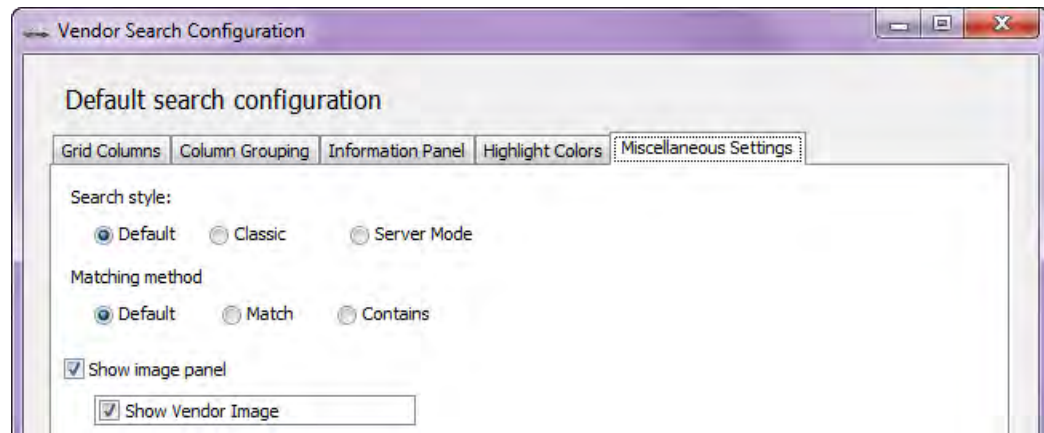 Vendor Search Configuration
Default search configuration
Grid Columns Column Grouping Information Panel Highlight Colors Miscellaneous Settings
Search style:
Default Classic Server Mode
Matching method
Default Match Contains
Show image panel
Show Vendor Image